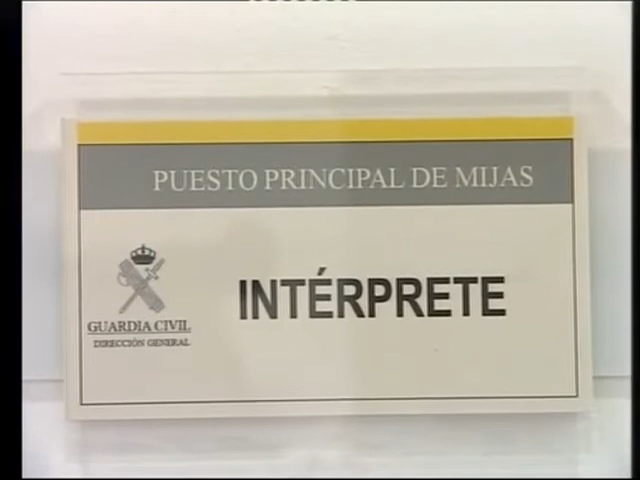 PUESTO PRINCIPAL DE MIJAS
INTÉRPRETE
GUARDIA CIVIL
DIRECCIÓN GENERAL